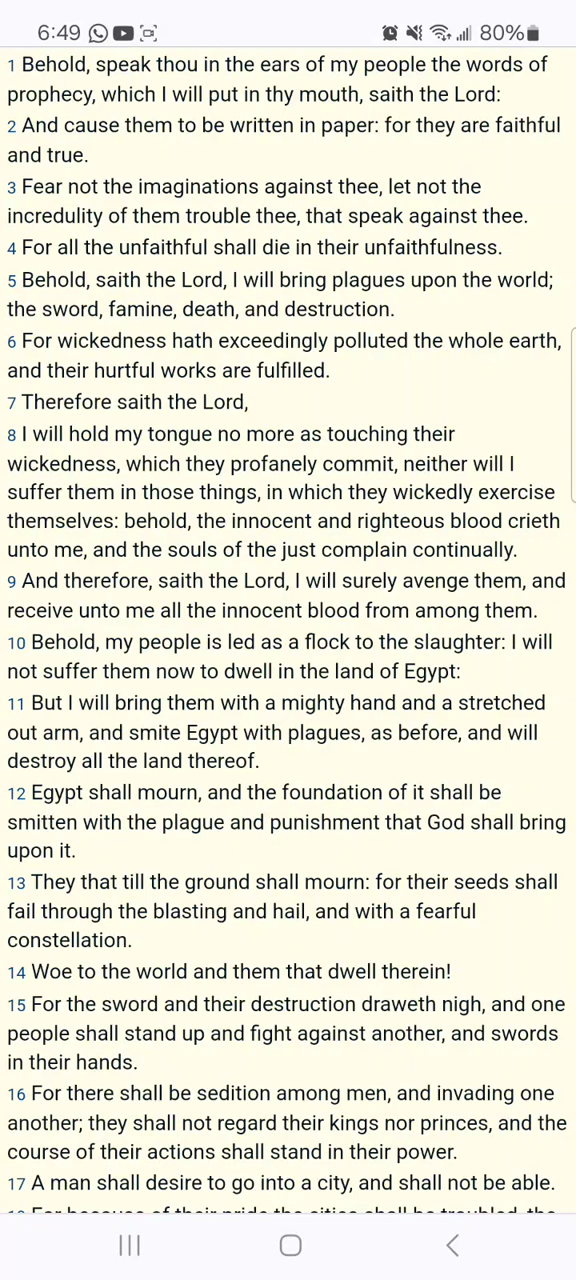 6:49 80%
1 Behold, speak thou in the ears of my people the words of
prophecy, which I will put in thy mouth, saith the Lord:
2 And cause them to be written in paper: for they are faithful
and true.
3 Fear not the imaginations against thee, let not the
incredulity of them trouble thee, that speak against thee.
4 For all the unfaithful shall die in their unfaithfulness.
5 Behold, saith the Lord, I will bring plagues upon the world;
the sword, famine, death, and destruction.
6 For wickedness hath exceedingly polluted the whole earth,
and their hurtful works are fulfilled.
7 Therefore saith the Lord,
8 I will hold my tongue no more as touching their
wickedness, which they profanely commit, neither will I
suffer them in those things, in which they wickedly exercise
themselves: behold, the innocent and righteous blood crieth
unto me, and the souls of the just complain continually.
9 And therefore, saith the Lord, I will surely avenge them, and
receive unto me all the innocent blood from among them.
10 Behold, my people is led as a flock to the slaughter: I will
not suffer them now to dwell in the land of Egypt:
11 But I will bring them with a mighty hand and a stretched
out arm, and smite Egypt with plagues, as before, and will
destroy all the land thereof.
12 Egypt shall mourn, and the foundation of it shall be
smitten with the plague and punishment that God shall bring
upon it.
13 They that till the ground shall mourn: for their seeds shall
fail through the blasting and hail, and with a fearful
constellation.
14 Woe to the world and them that dwell therein!
15 For the sword and their destruction draweth nigh, and one
people shall stand up and fight against another, and swords
in their hands.
16 For there shall be sedition among men, and invading one
another; they shall not regard their kings nor princes, and the
course of their actions shall stand in their power.
17 A man shall desire to go into a city, and shall not be able.
18 For because of their pride the cities shall be troubled, the